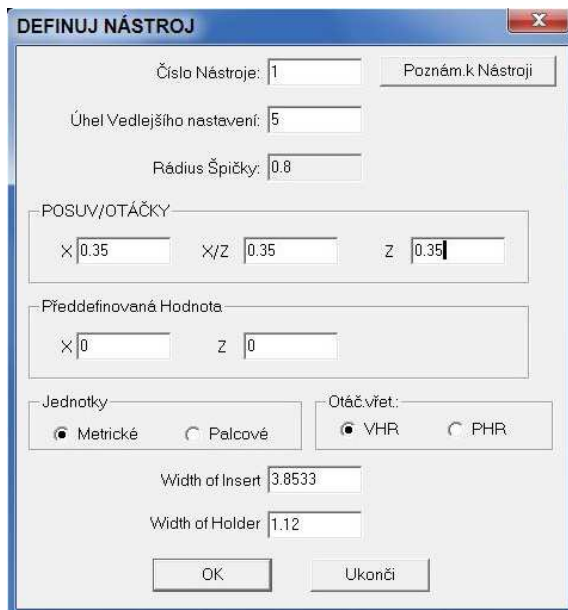 DEFINUJ NÁSTROJ
X
Číslo Nástroje: 1 Poznám.k Nástroji
Úhel Vedlejšího nastavení: 5
Rádius Špičky: 0.8
POSUV/OTÁČKY
X 0.35 X/Z 0.35 Z 0.35
Předdefinovaná Hodnota
X 0 Z 0
Jednotky Otáč.vřet.:
Metrické Palcové VHR PHR
Width of Insert 3.8533
Width of Holder 1.12
OK Ukonči